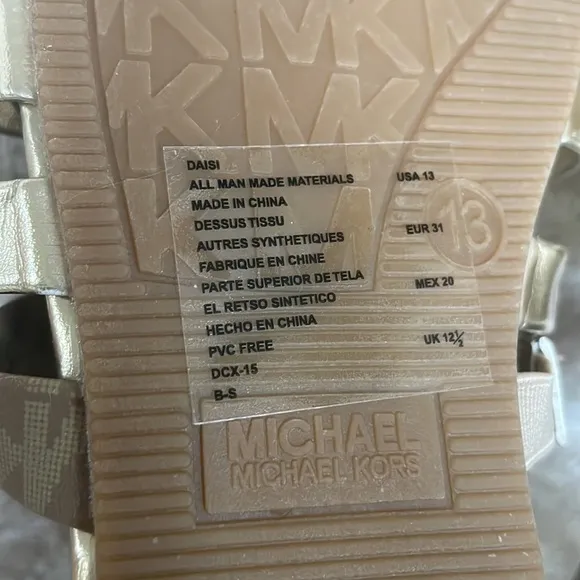 MK
MK
DAISI
ALL MAN MADE MATERIALS USA 13
MADE IN CHINA
DESSUS TISSU
AUTRES SYNTHETIQUES EUR 31
FABRIQUE EN CHINE
PARTE SUPERIOR DE TELA MEX 20
EL RETSO SINTETICO
HECHO EN CHINA
PVC FREE UK 12½
DCX-15
B-S
13
MICHAEL
MICHAEL KORS